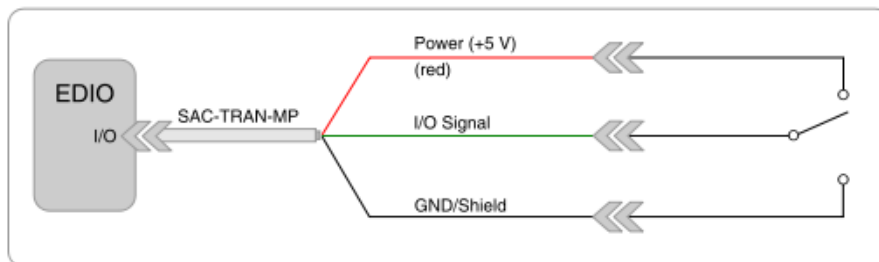 Power (+5 V)
(red)
EDIO
SAC-TRAN-MP
I/O
I/O Signal
GND/Shield